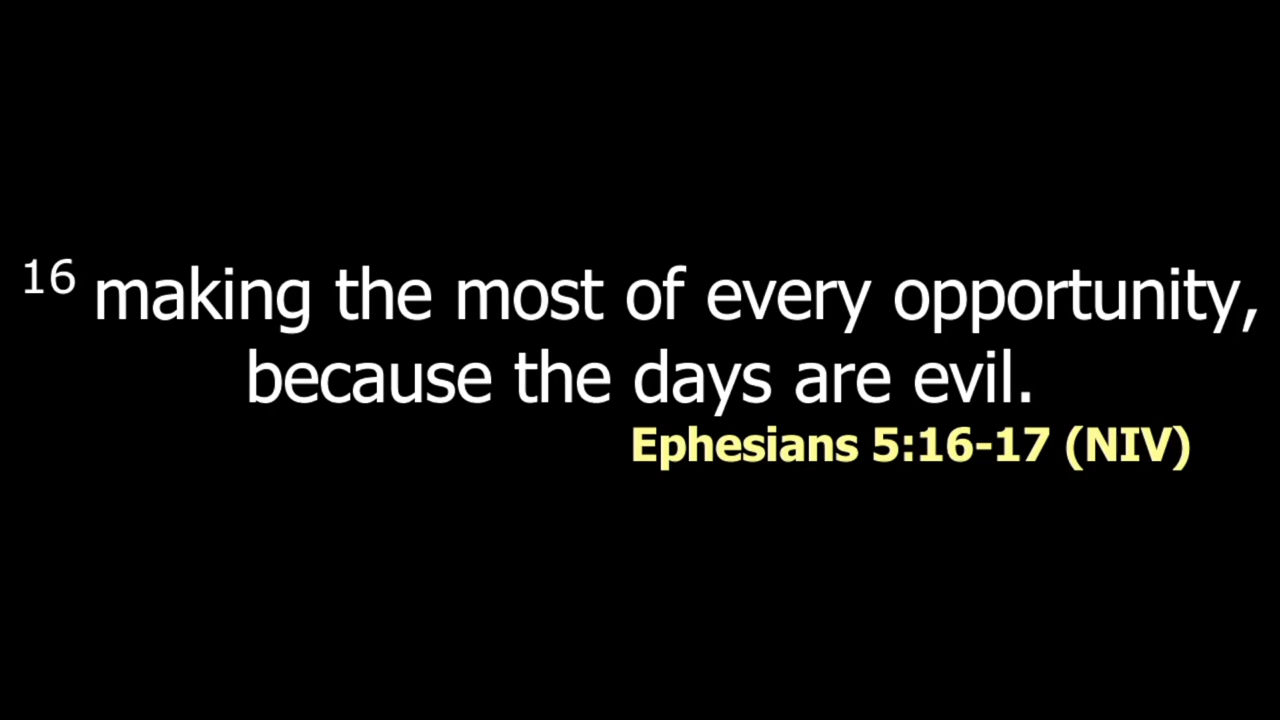 16 making the most of every opportunity,
because the days are evil.
Ephesians 5:16-17 (NIV)